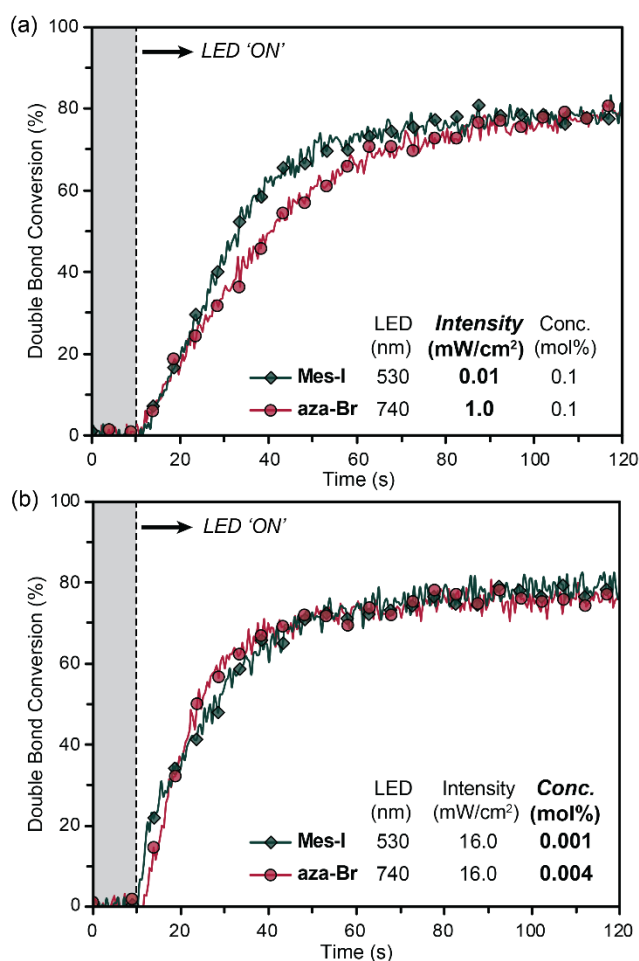 (a)
100
80
60
40
20
0
Double Bond Conversion (%)
LED 'ON'
LED Intensity Conc.
(nm) (mW/cm²) (mol%)
Mes-I 530 0.01 0.1
aza-Br 740 1.0 0.1
0 20 40 60 80 100 120
Time (s)
(b)
100
80
60
40
20
0
Double Bond Conversion (%)
LED 'ON'
LED Intensity Conc.
(nm) (mW/cm²) (mol%)
Mes-I 530 16.0 0.001
aza-Br 740 16.0 0.004
0 20 40 60 80 100 120
Time (s)